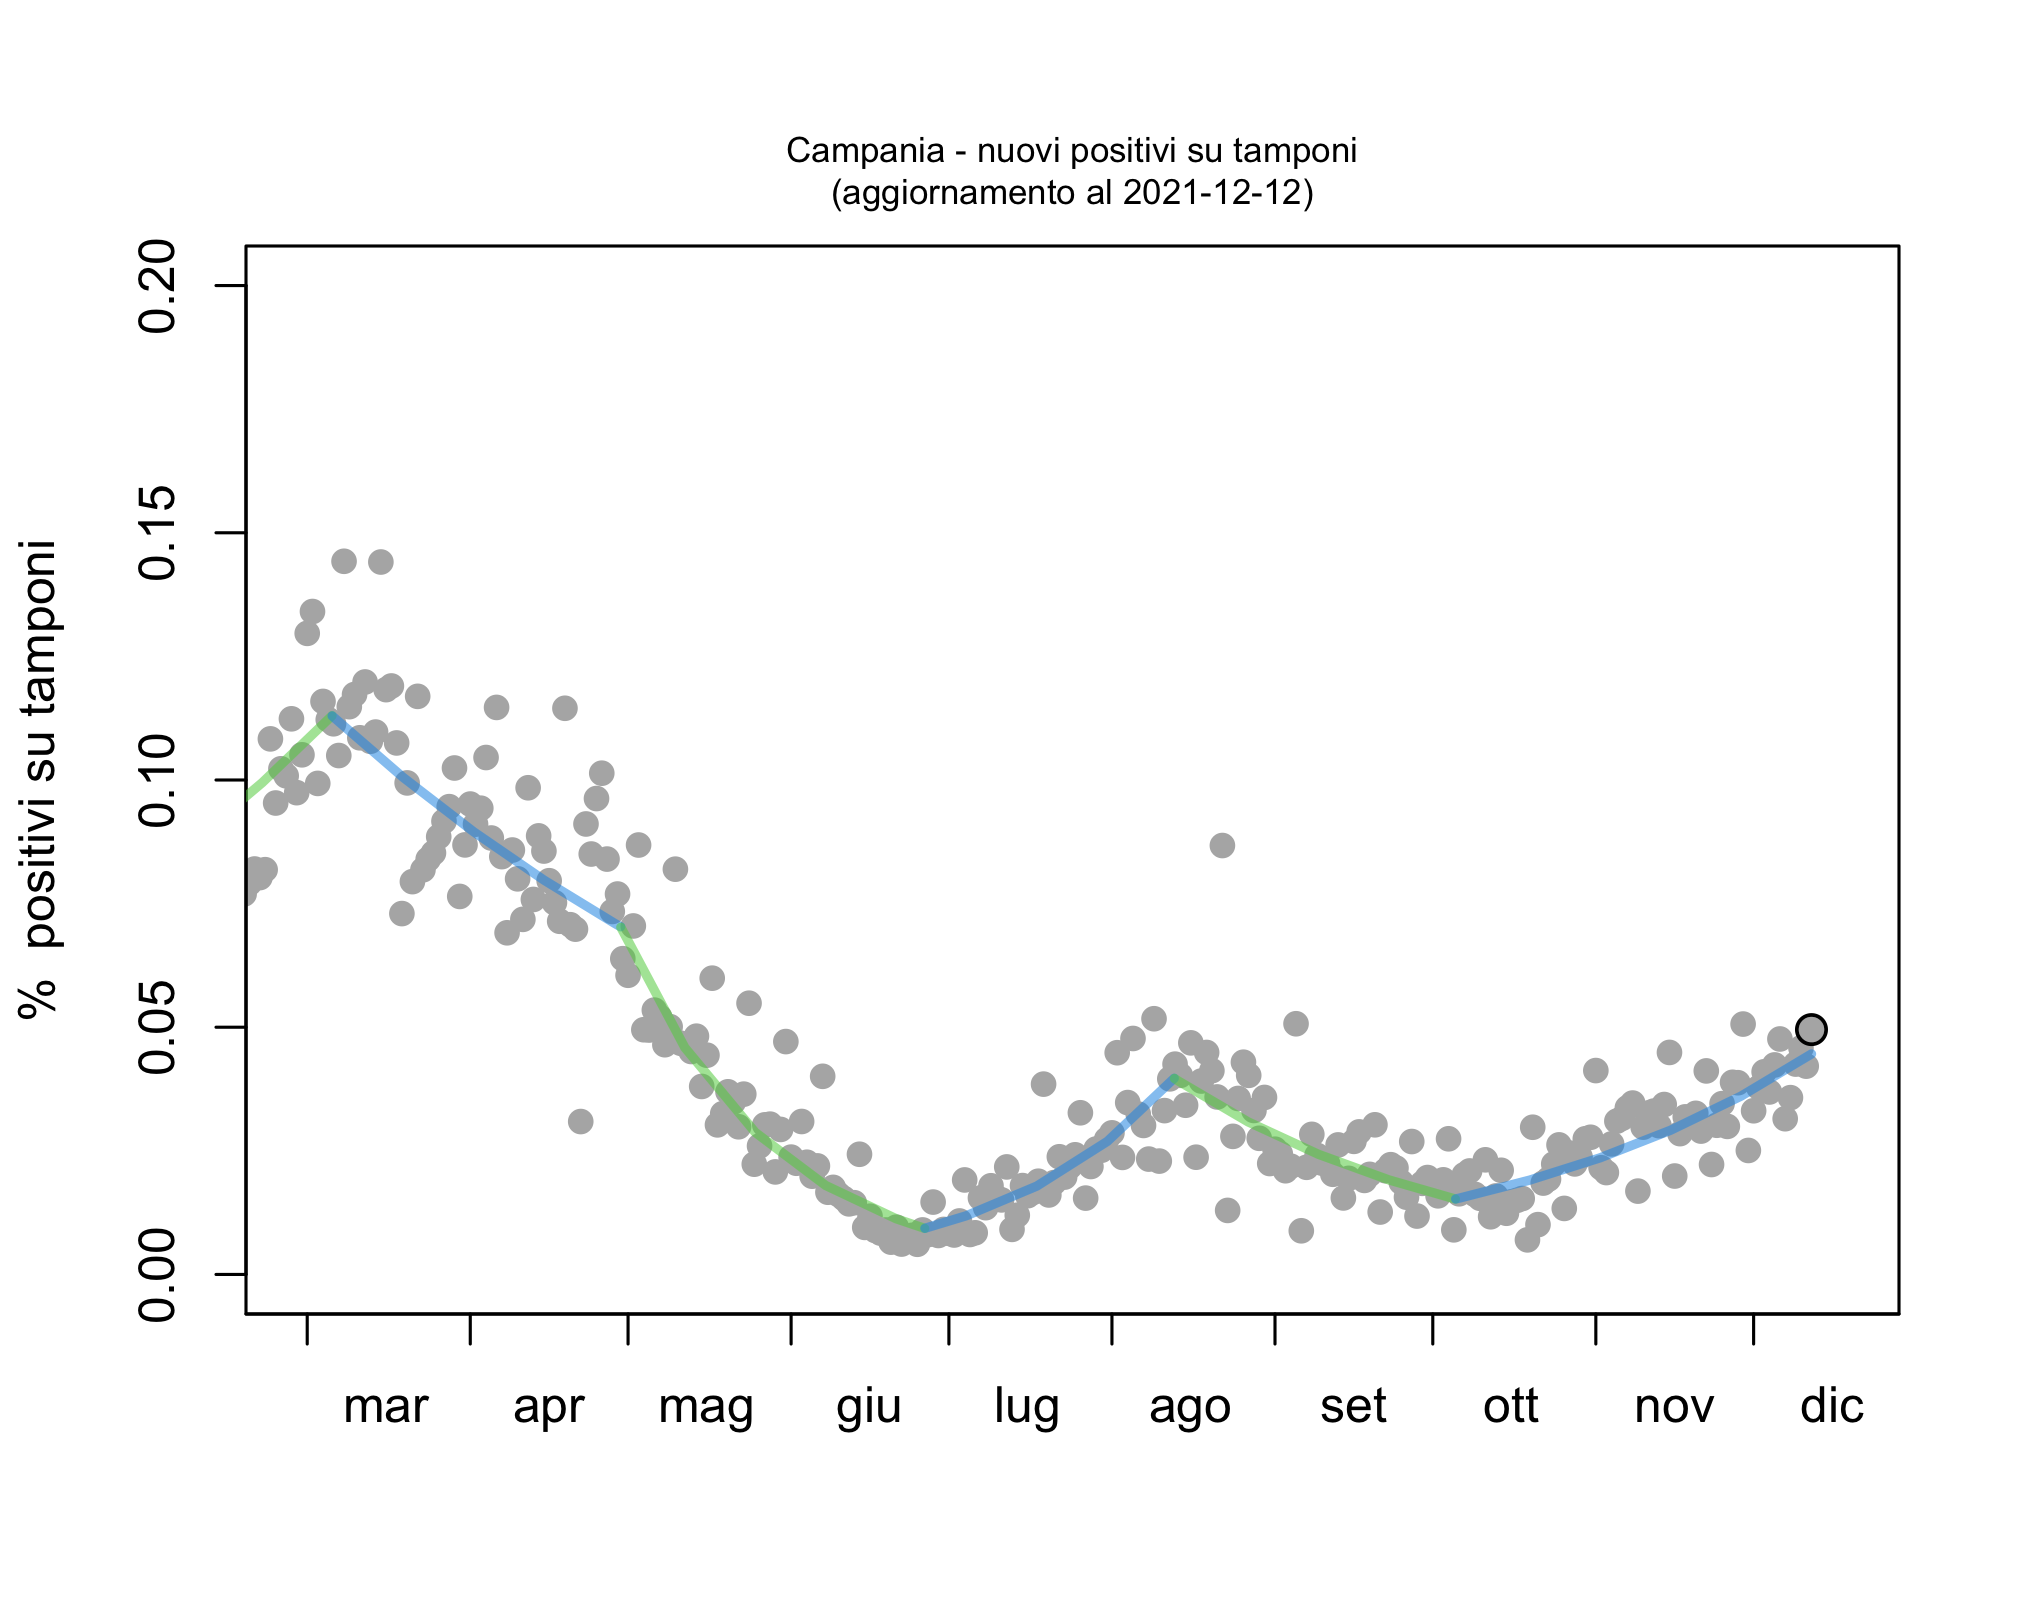 Campania - nuovi positivi su tamponi
(aggiornamento al 2021-12-12)
% positivi su tamponi
0.20
0.15
0.10
0.05
0.00
mar apr mag giu lug ago set ott nov dic